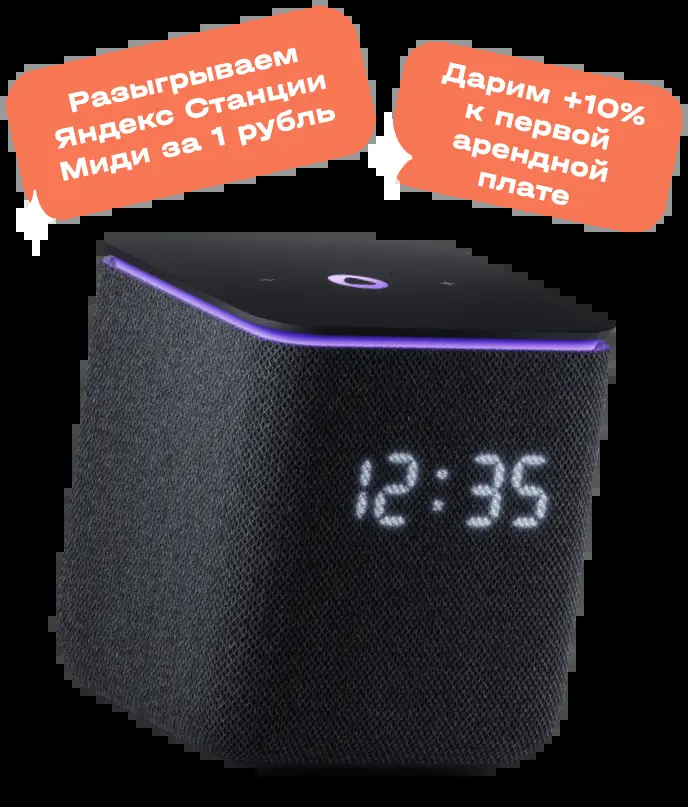 Разыгрываем
Яндекс Станции
Миди за 1 рубль
Дарим +10%
к первой
арендной
плате
12:35